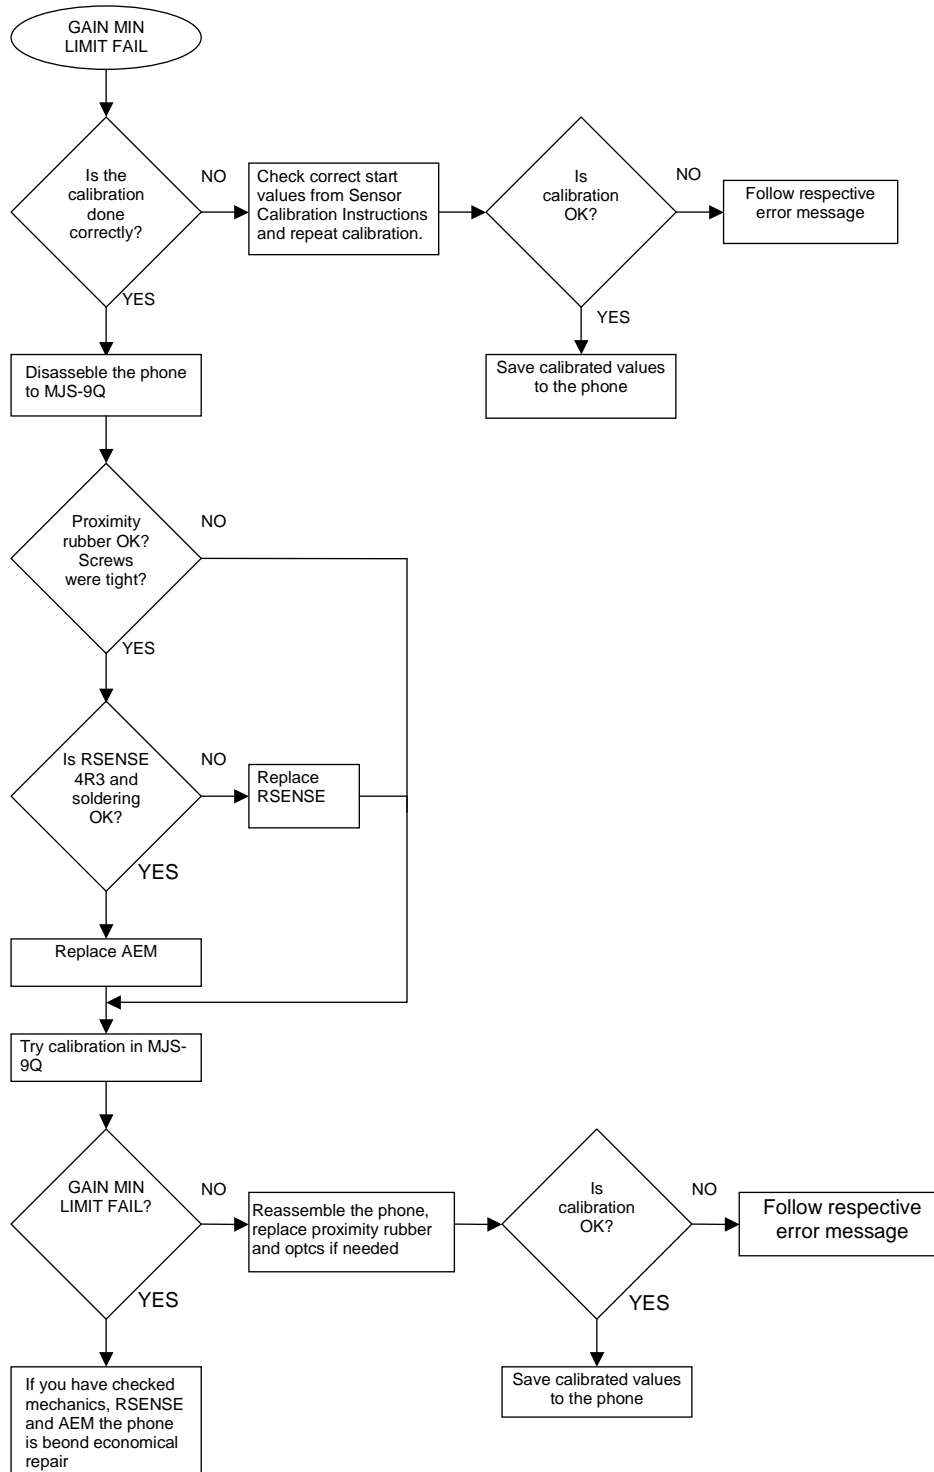 GAIN MIN
LIMIT FAIL
Is the
calibration
done
correctly?
NO
Check correct start
values from Sensor
Calibration Instructions
and repeat calibration.
Is
calibration
OK?
NO
Follow respective
error message
YES
YES
Disasseble the phone
to MJS-9Q
Save calibrated values
to the phone
Proximity
rubber OK?
Screws
were tight?
NO
YES
Is RSENSE
4R3 and
soldering
OK?
NO
Replace
RSENSE
YES
Replace AEM
Try calibration in MJS-
9Q
GAIN MIN
LIMIT FAIL?
NO
Reassemble the phone,
replace proximity rubber
and optcs if needed
Is
calibration
OK?
NO
Follow respective
error message
YES
YES
If you have checked
mechanics, RSENSE
and AEM the phone
is beond economical
repair
Save calibrated values
to the phone